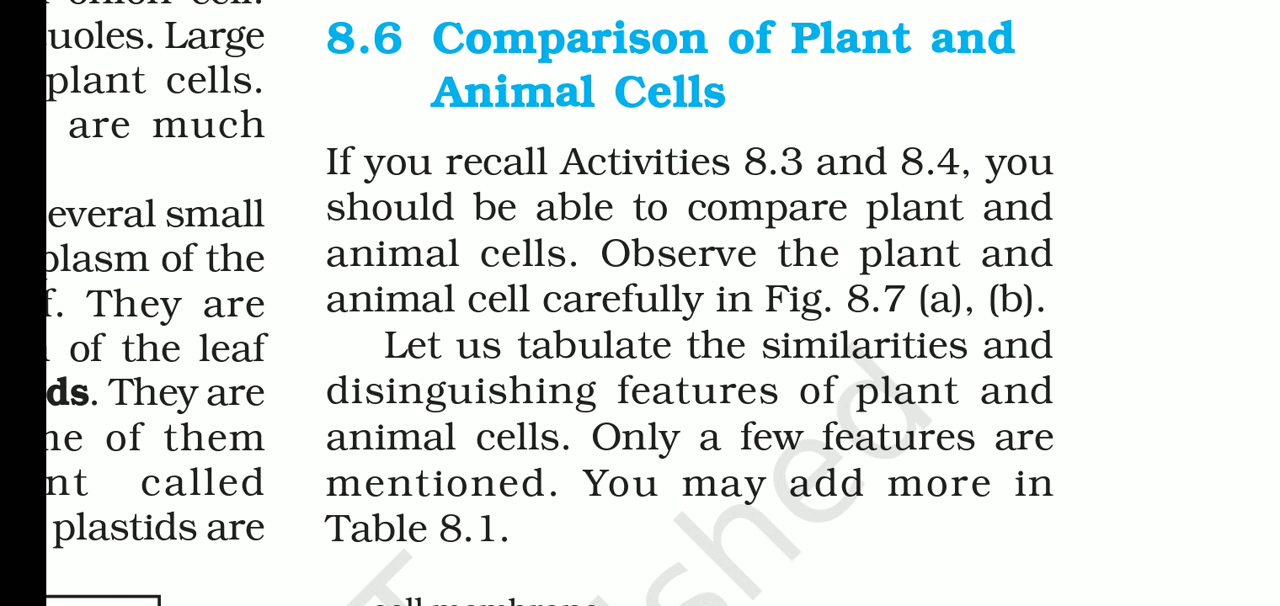 uoles. Large
plant cells.
are much
everal small
plasm of the
f. They are
of the leaf
ds. They are
ne of them
nt called
plastids are
8.6 Comparison of Plant and
Animal Cells
If you recall Activities 8.3 and 8.4, you
should be able to compare plant and
animal cells. Observe the plant and
animal cell carefully in Fig. 8.7 (a), (b).
Let us tabulate the similarities and
disinguishing features of plant and
animal cells. Only a few features are
mentioned. You may add more in
Table 8.1.
cell membrane